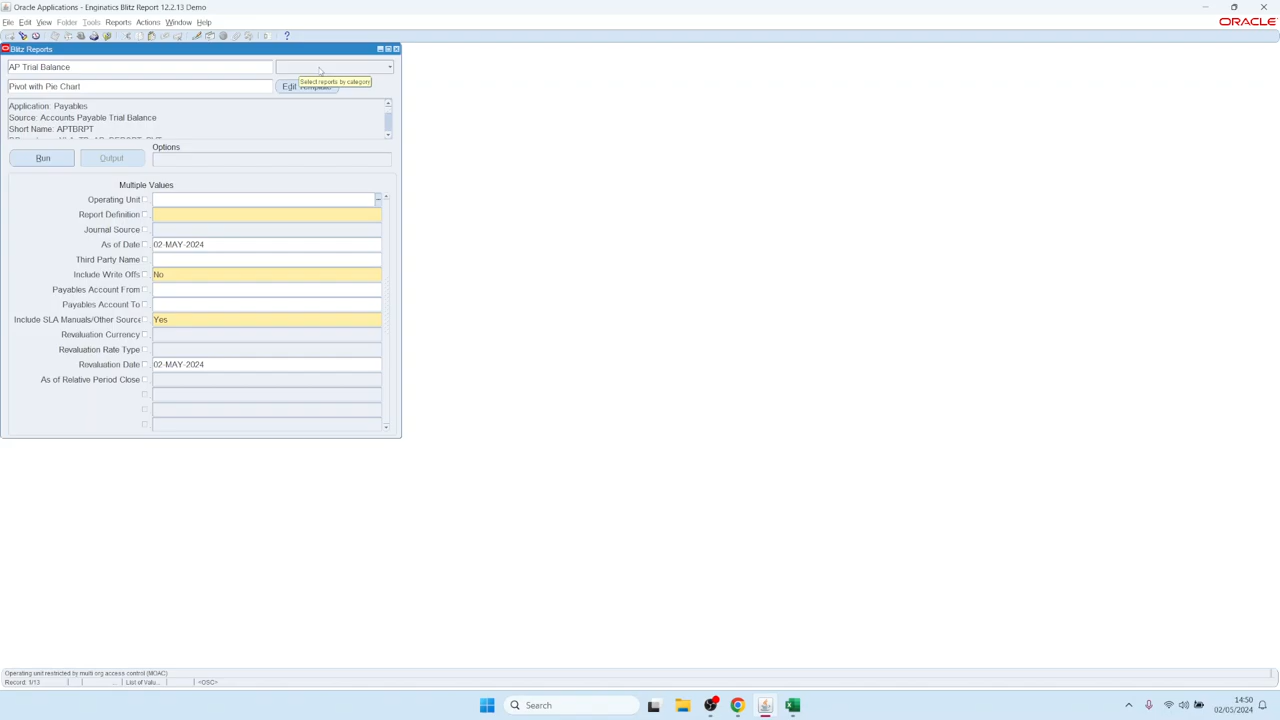 Oracle Applications - Enginatics Blitz Report 12.2.13 Demo
File Edit View Folder Tools Reports Actions Window Help
ORACLE
Blitz Reports
AP Trial Balance
Select reports by category
Pivot with Pie Chart
Edit Template
Application: Payables
Source: Accounts Payable Trial Balance
Short Name: APTBRPT
Run
Output
Options
Multiple Values
Operating Unit
Report Definition
Journal Source
As of Date 02-MAY-2024
Third Party Name
Include Write Offs No
Payables Account From
Payables Account To
Include SLA Manuals/Other Source Yes
Revaluation Currency
Revaluation Rate Type
Revaluation Date 02-MAY-2024
As of Relative Period Close
Operating unit restricted by multi org access control (MOAC)
Record: 1/13 ... List of Valu... <OSC>
Search
14:50
02/05/2024